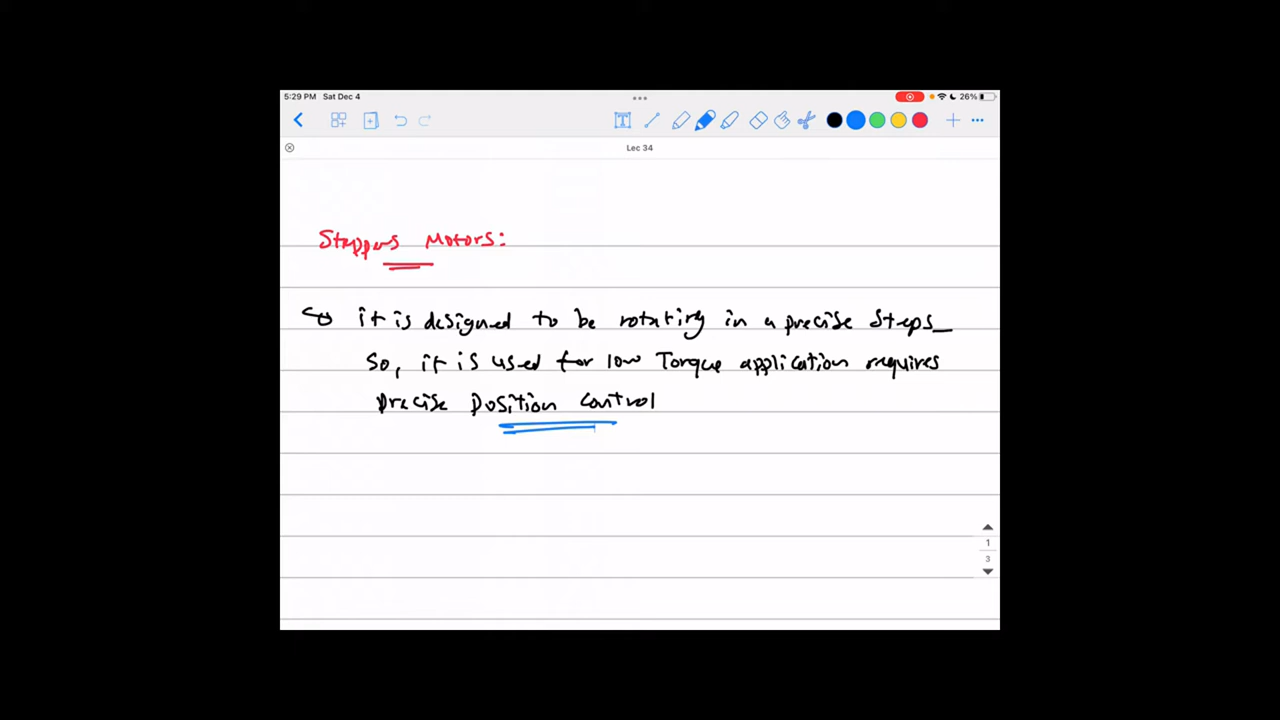 5:29 PM Sat Dec 4
26%
Lec 34
Steppers Motors:
it is designed to be rotating in a precise steps_
So, it is used for low Torque application requires
precise position control
1
3